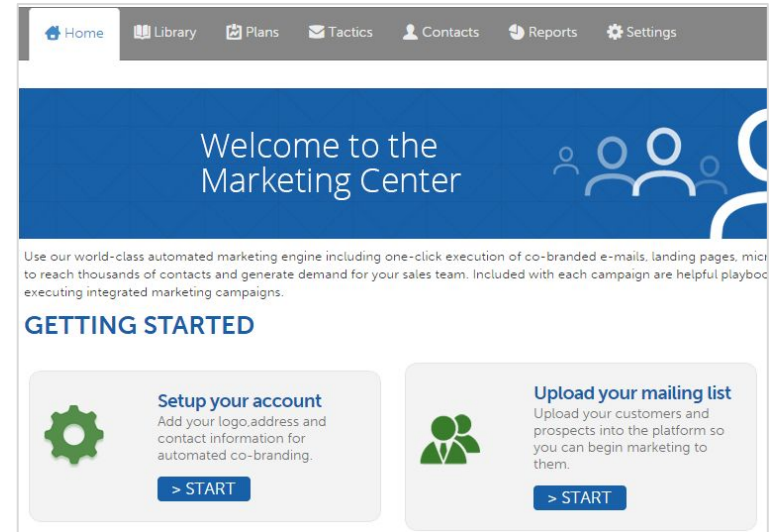 Home Library Plans Tactics Contacts Reports Settings
Welcome to the
Marketing Center
Use our world-class automated marketing engine including one-click execution of co-branded e-mails, landing pages,
to reach thousands of contacts and generate demand for your sales team. Included with each campaign are helpful
executing integrated marketing campaigns.
GETTING STARTED
Setup your account
Add your logo,address and
contact information for
automated co-branding.
> START
Upload your mailing list
Upload your customers and
prospects into the platform so
you can begin marketing to
them.
> START